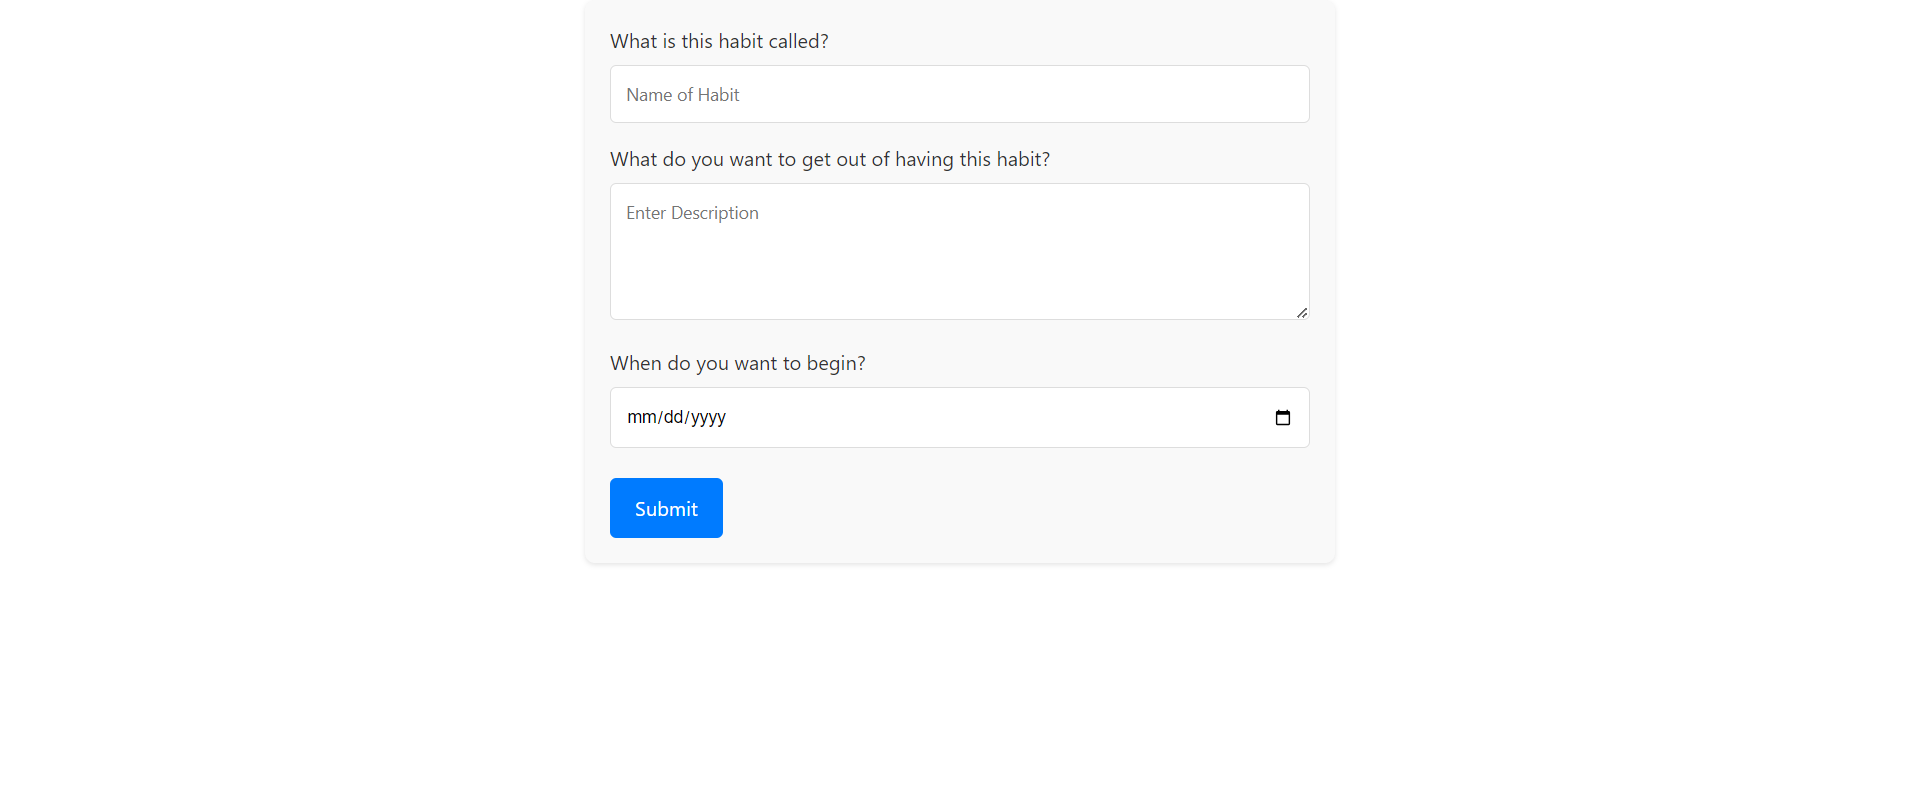 What is this habit called?
Name of Habit
What do you want to get out of having this habit?
Enter Description
When do you want to begin?
mm/dd/yyyy
Submit